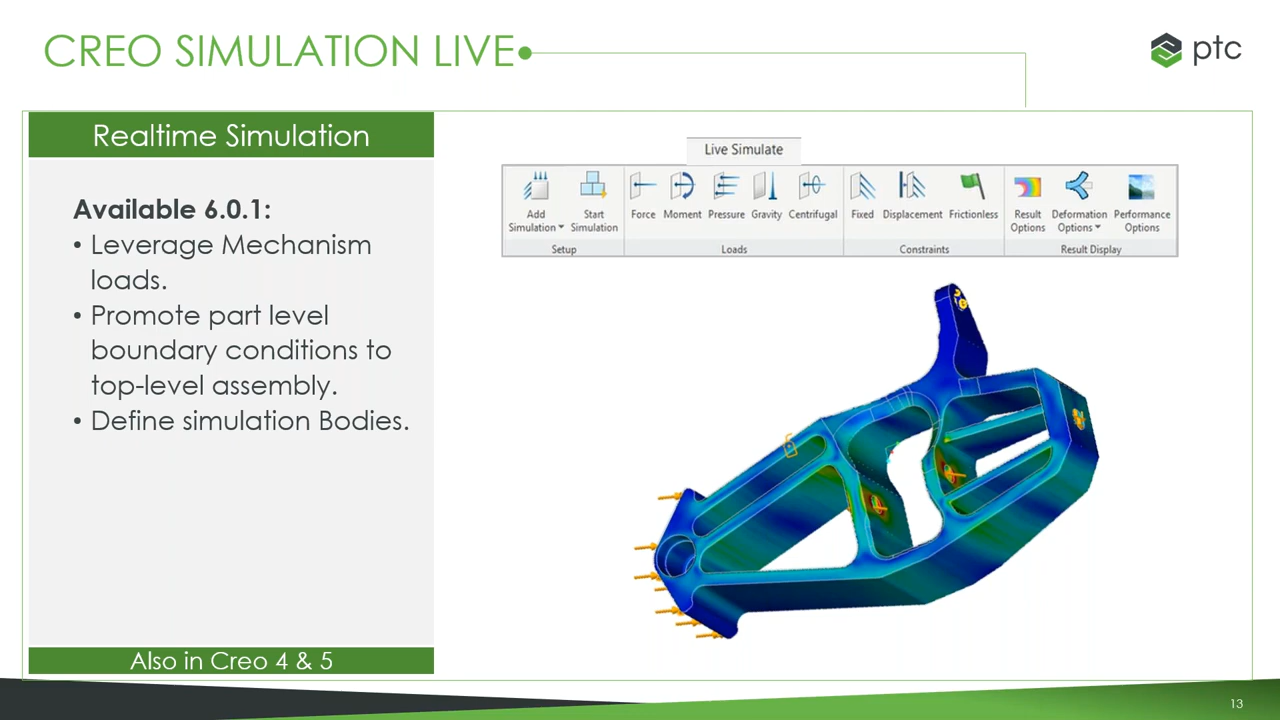 CREO SIMULATION LIVE
ptc
Realtime Simulation
Available 6.0.1:
• Leverage Mechanism
loads.
• Promote part level
boundary conditions to
top-level assembly.
• Define simulation Bodies.
Also in Creo 4 & 5
Live Simulate
Add Simulation
Start Simulation
Force
Moment
Pressure
Gravity
Centrifugal
Fixed
Displacement
Frictionless
Result Options
Deformation Options
Performance Options
Setup
Loads
Constraints
Result Display
13